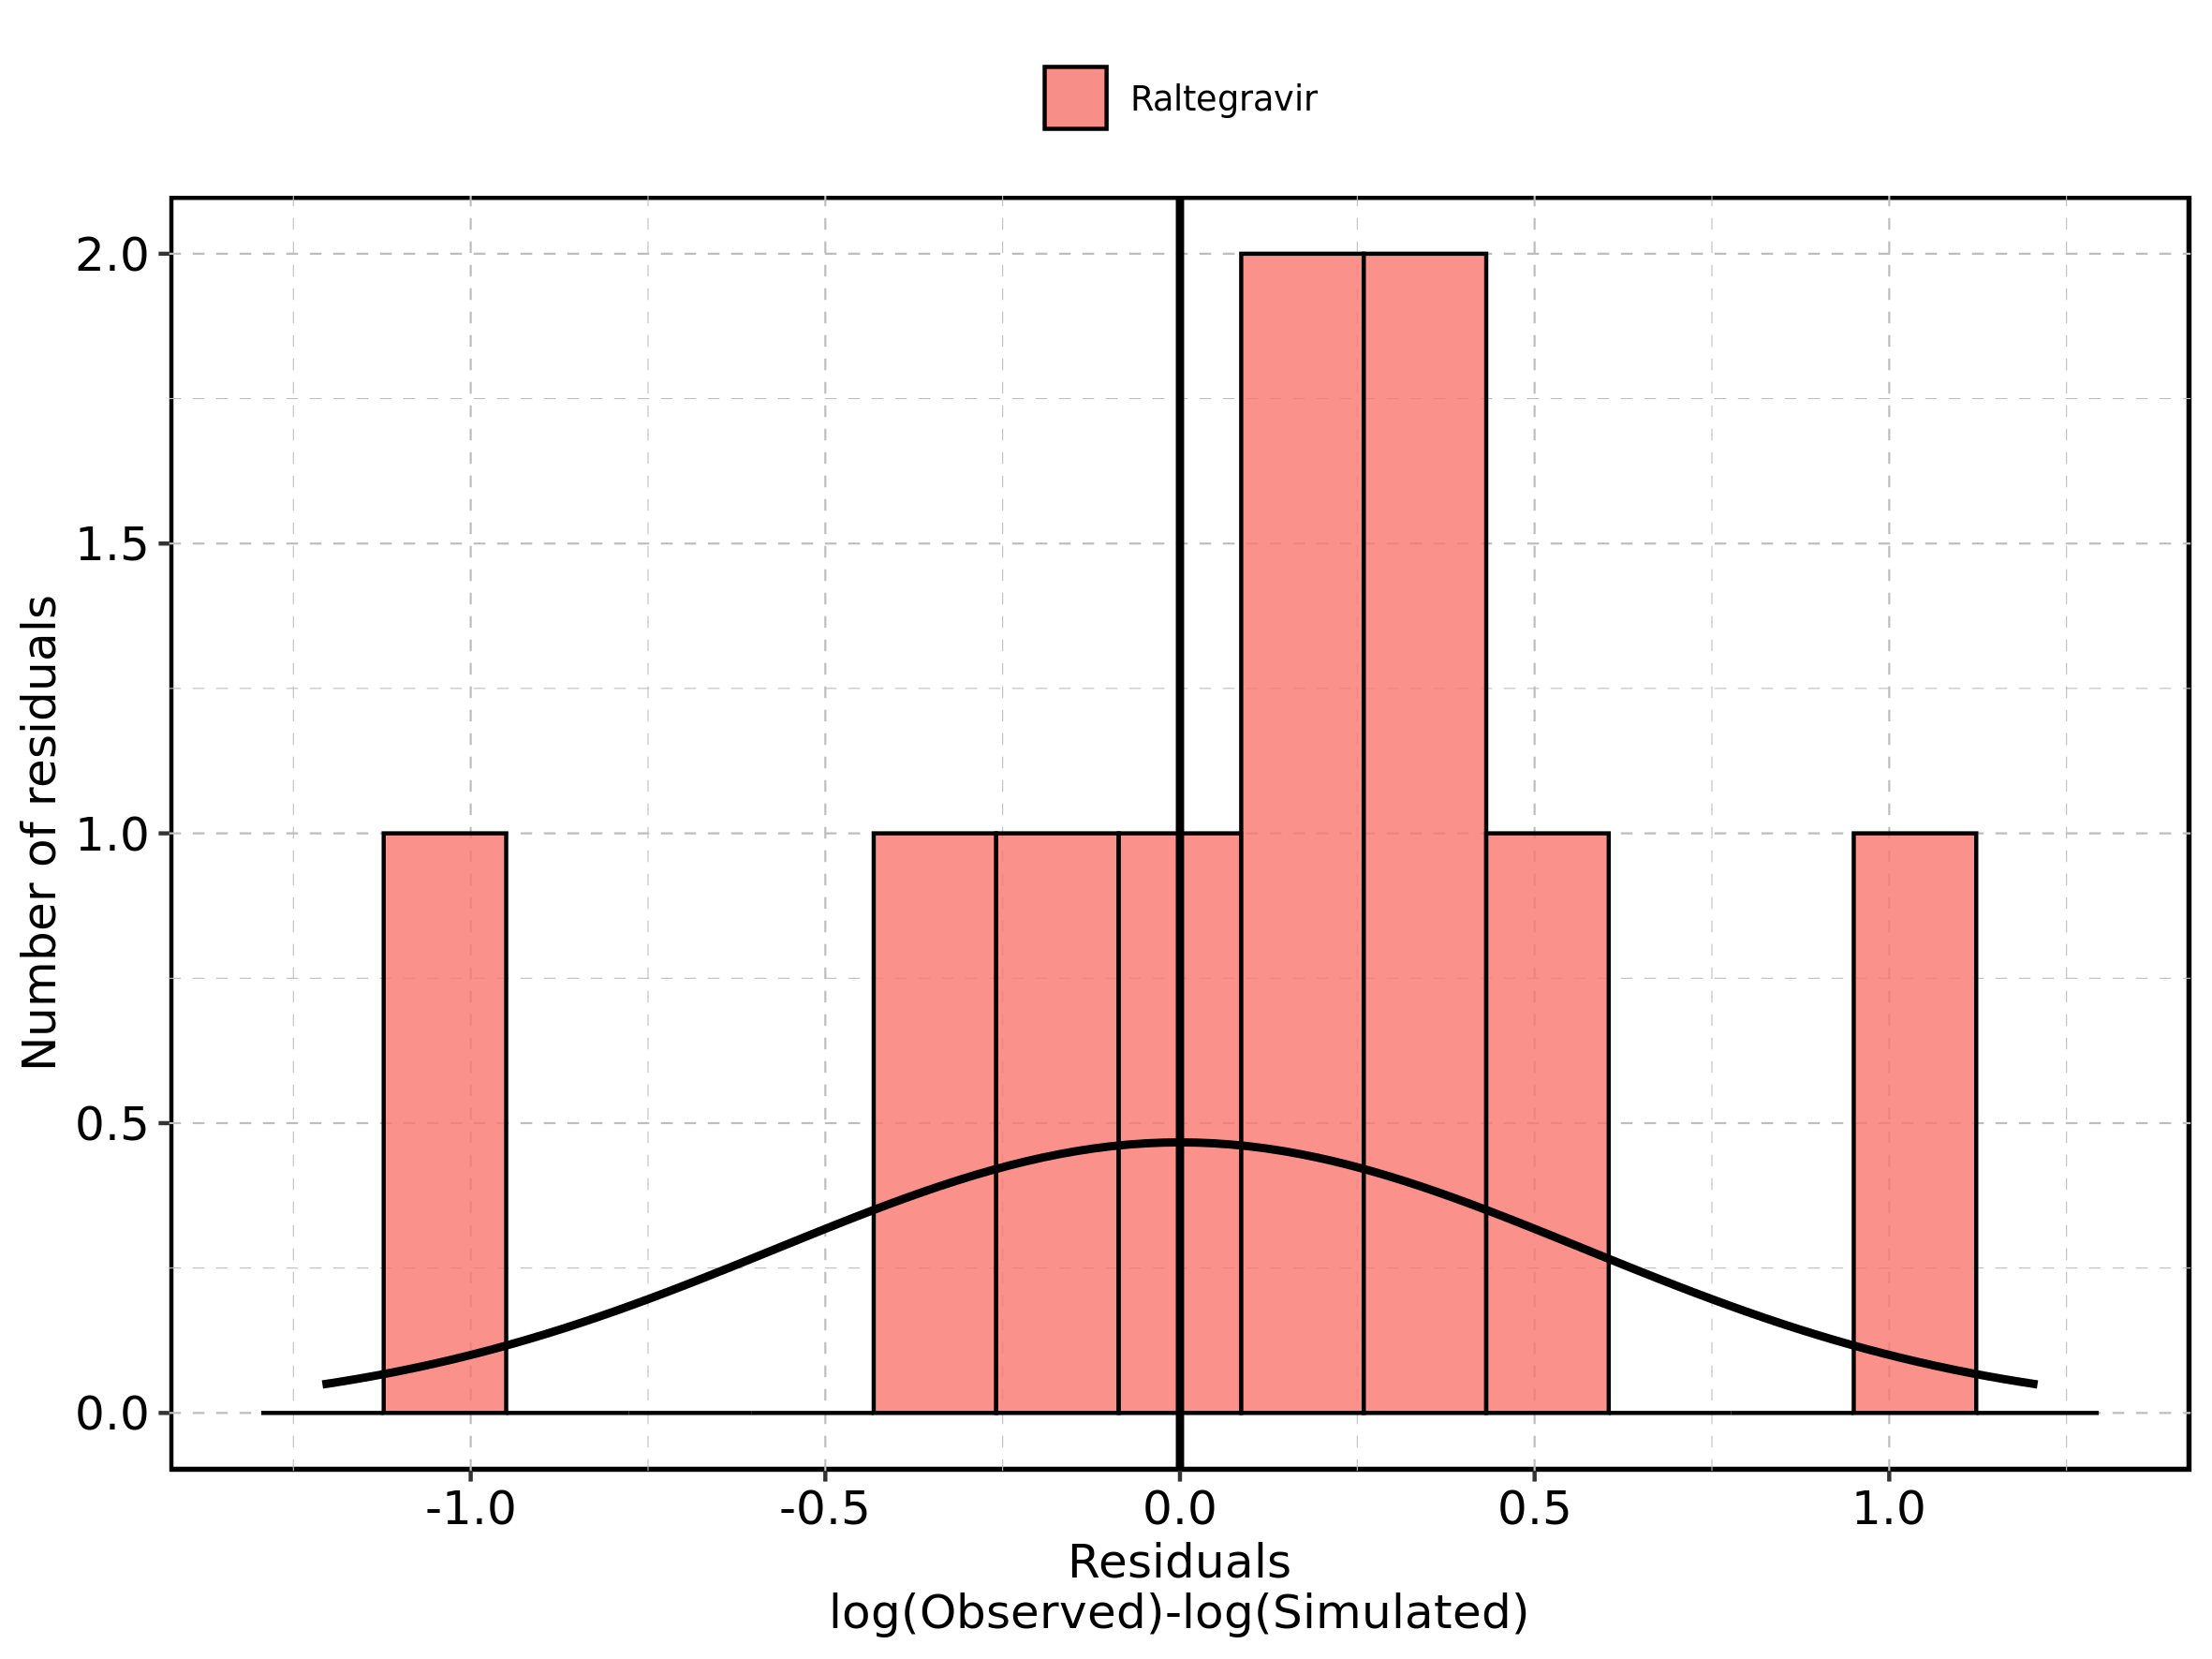 Raltegravir
2.0
1.5
1.0
0.5
0.0
Number of residuals
-1.0 -0.5 0.0 0.5 1.0
Residuals
log(Observed)-log(Simulated)